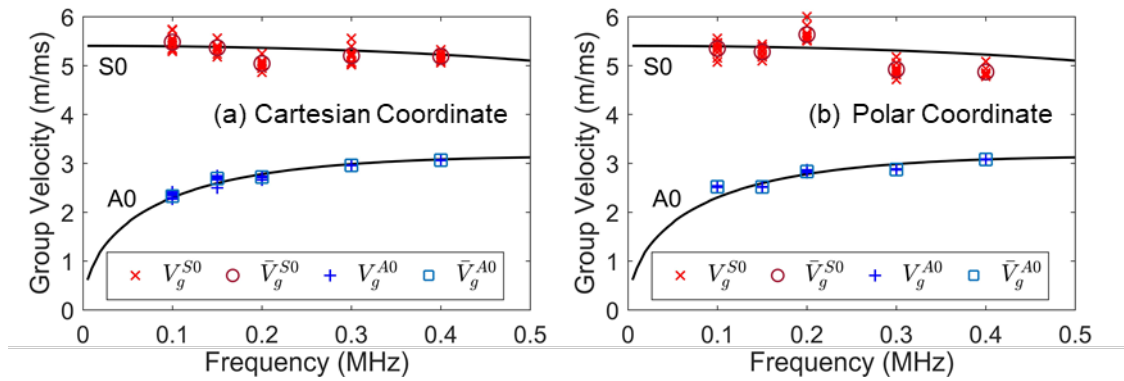 6
5
4
3
2
1
0
Group Velocity (m/ms)
S0
(a) Cartesian Coordinate
A0
V_g^{S0} V̄_g^{S0} V_g^{A0} V̄_g^{A0}
0 0.1 0.2 0.3 0.4 0.5
Frequency (MHz)
6
5
4
3
2
1
0
Group Velocity (m/ms)
S0
(b) Polar Coordinate
A0
V_g^{S0} V̄_g^{S0} V_g^{A0} V̄_g^{A0}
0 0.1 0.2 0.3 0.4 0.5
Frequency (MHz)